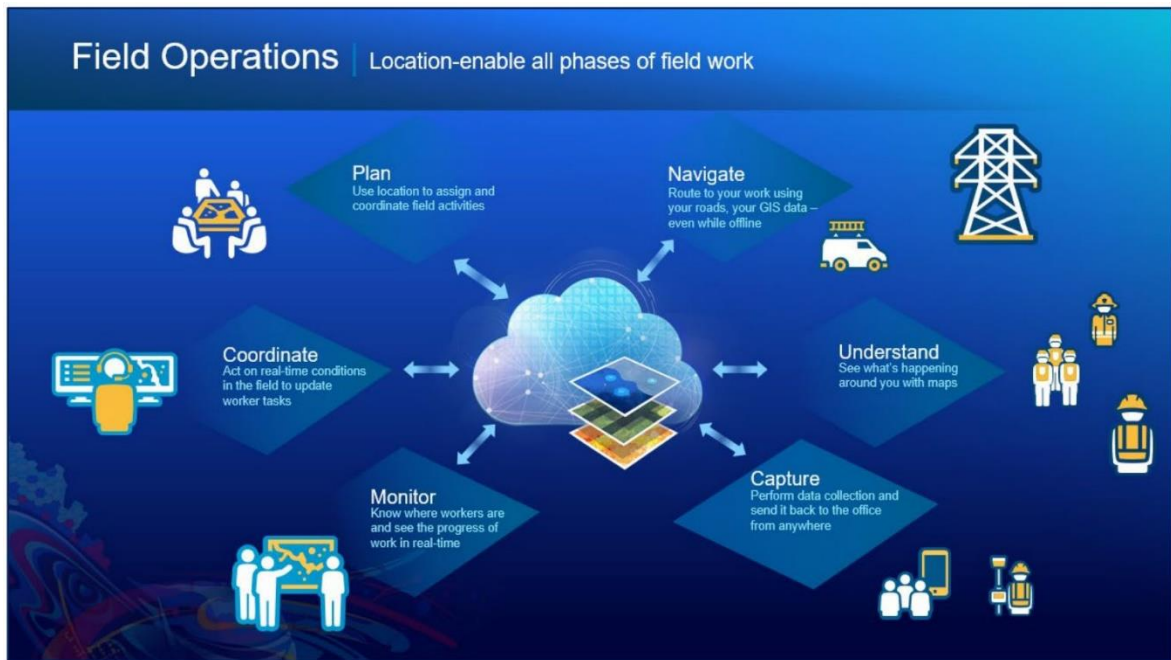 Field Operations | Location-enable all phases of field work
Plan
Use location to assign and
coordinate field activities
Navigate
Route to your work using
your roads, your GIS data –
even while offline
Coordinate
Act on real-time conditions
in the field to update
worker tasks
Understand
See what's happening
around you with maps
Monitor
Know where workers are
and see the progress of
work in real-time
Capture
Perform data collection and
send it back to the office
from anywhere